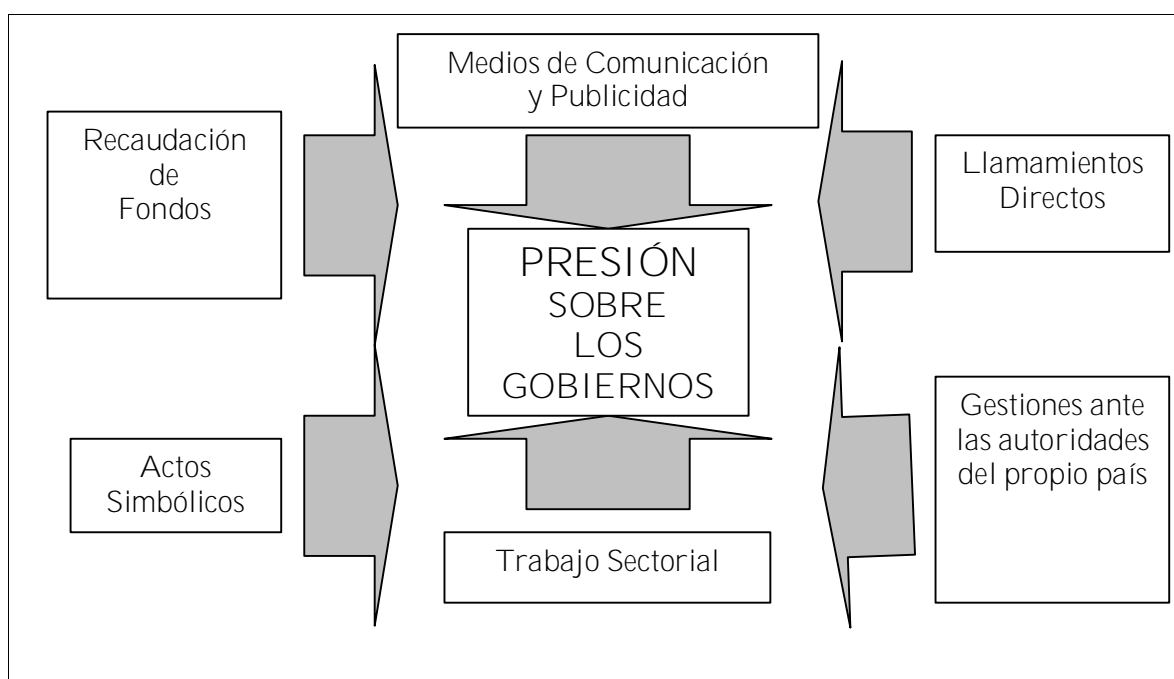 Medios de Comunicación
y Publicidad
Recaudación
de
Fondos
Llamamientos
Directos
PRESIÓN
SOBRE
LOS
GOBIERNOS
Actos
Simbólicos
Gestiones ante
las autoridades
del propio país
Trabajo Sectorial